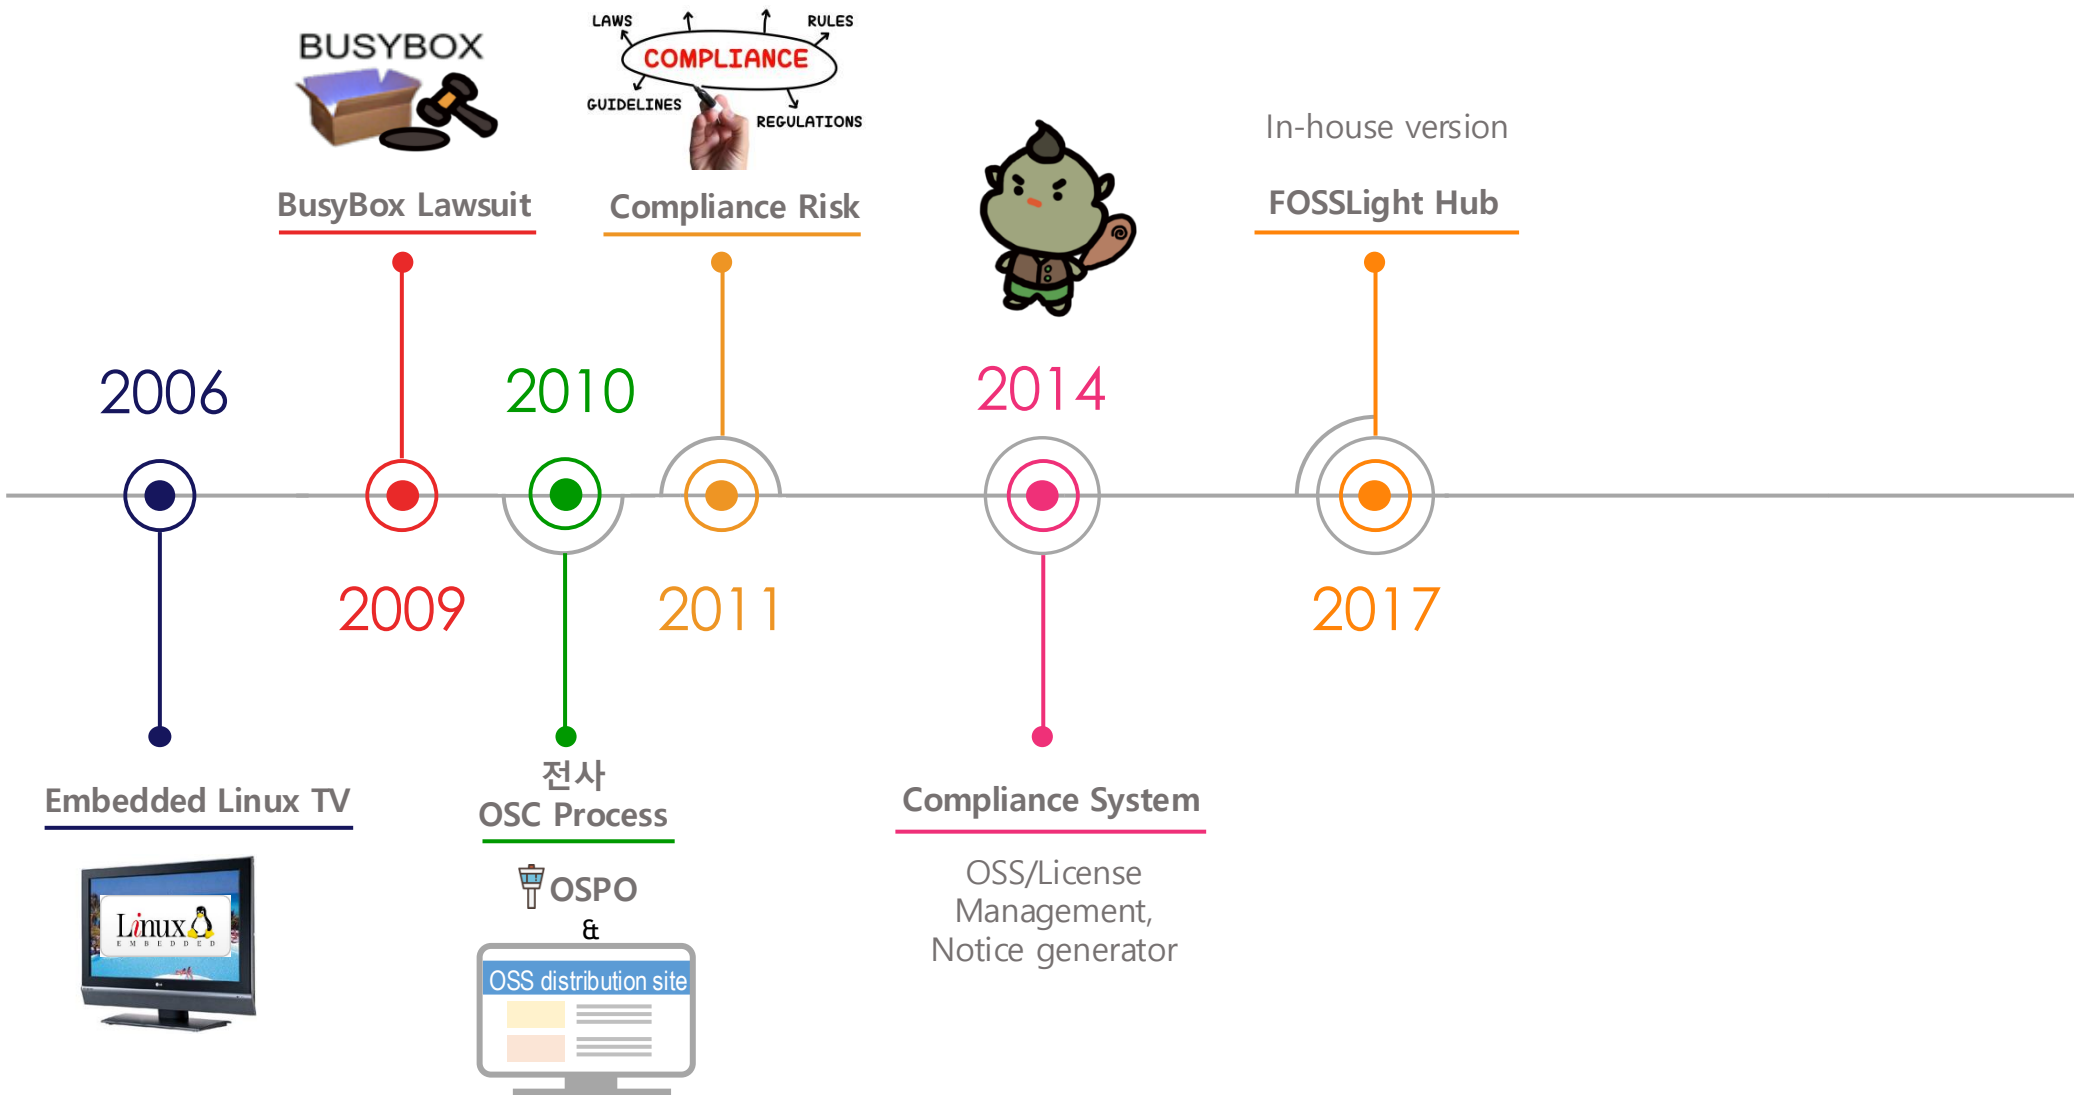 BUSYBOX
LAWS
RULES
COMPLIANCE
GUIDELINES
REGULATIONS
BusyBox Lawsuit
Compliance Risk
In-house version
FOSSLight Hub
2006
2010
2014
2009
2011
2017
Embedded Linux TV
Linux
EMBEDDED
전사
OSC Process
OSPO
&
OSS distribution site
Compliance System
OSS/License
Management,
Notice generator